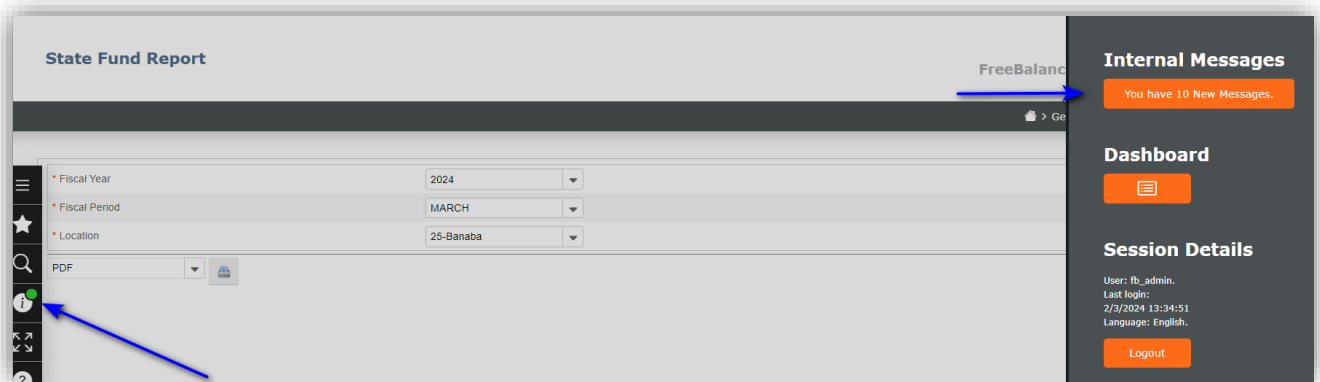 State Fund Report
FreeBalanc
> Ge
* Fiscal Year
2024
* Fiscal Period
MARCH
* Location
25-Banaba
PDF
Internal Messages
You have 10 New Messages.
Dashboard
Session Details
User: fb_admin.
Last login:
2/3/2024 13:34:51
Language: English.
Logout